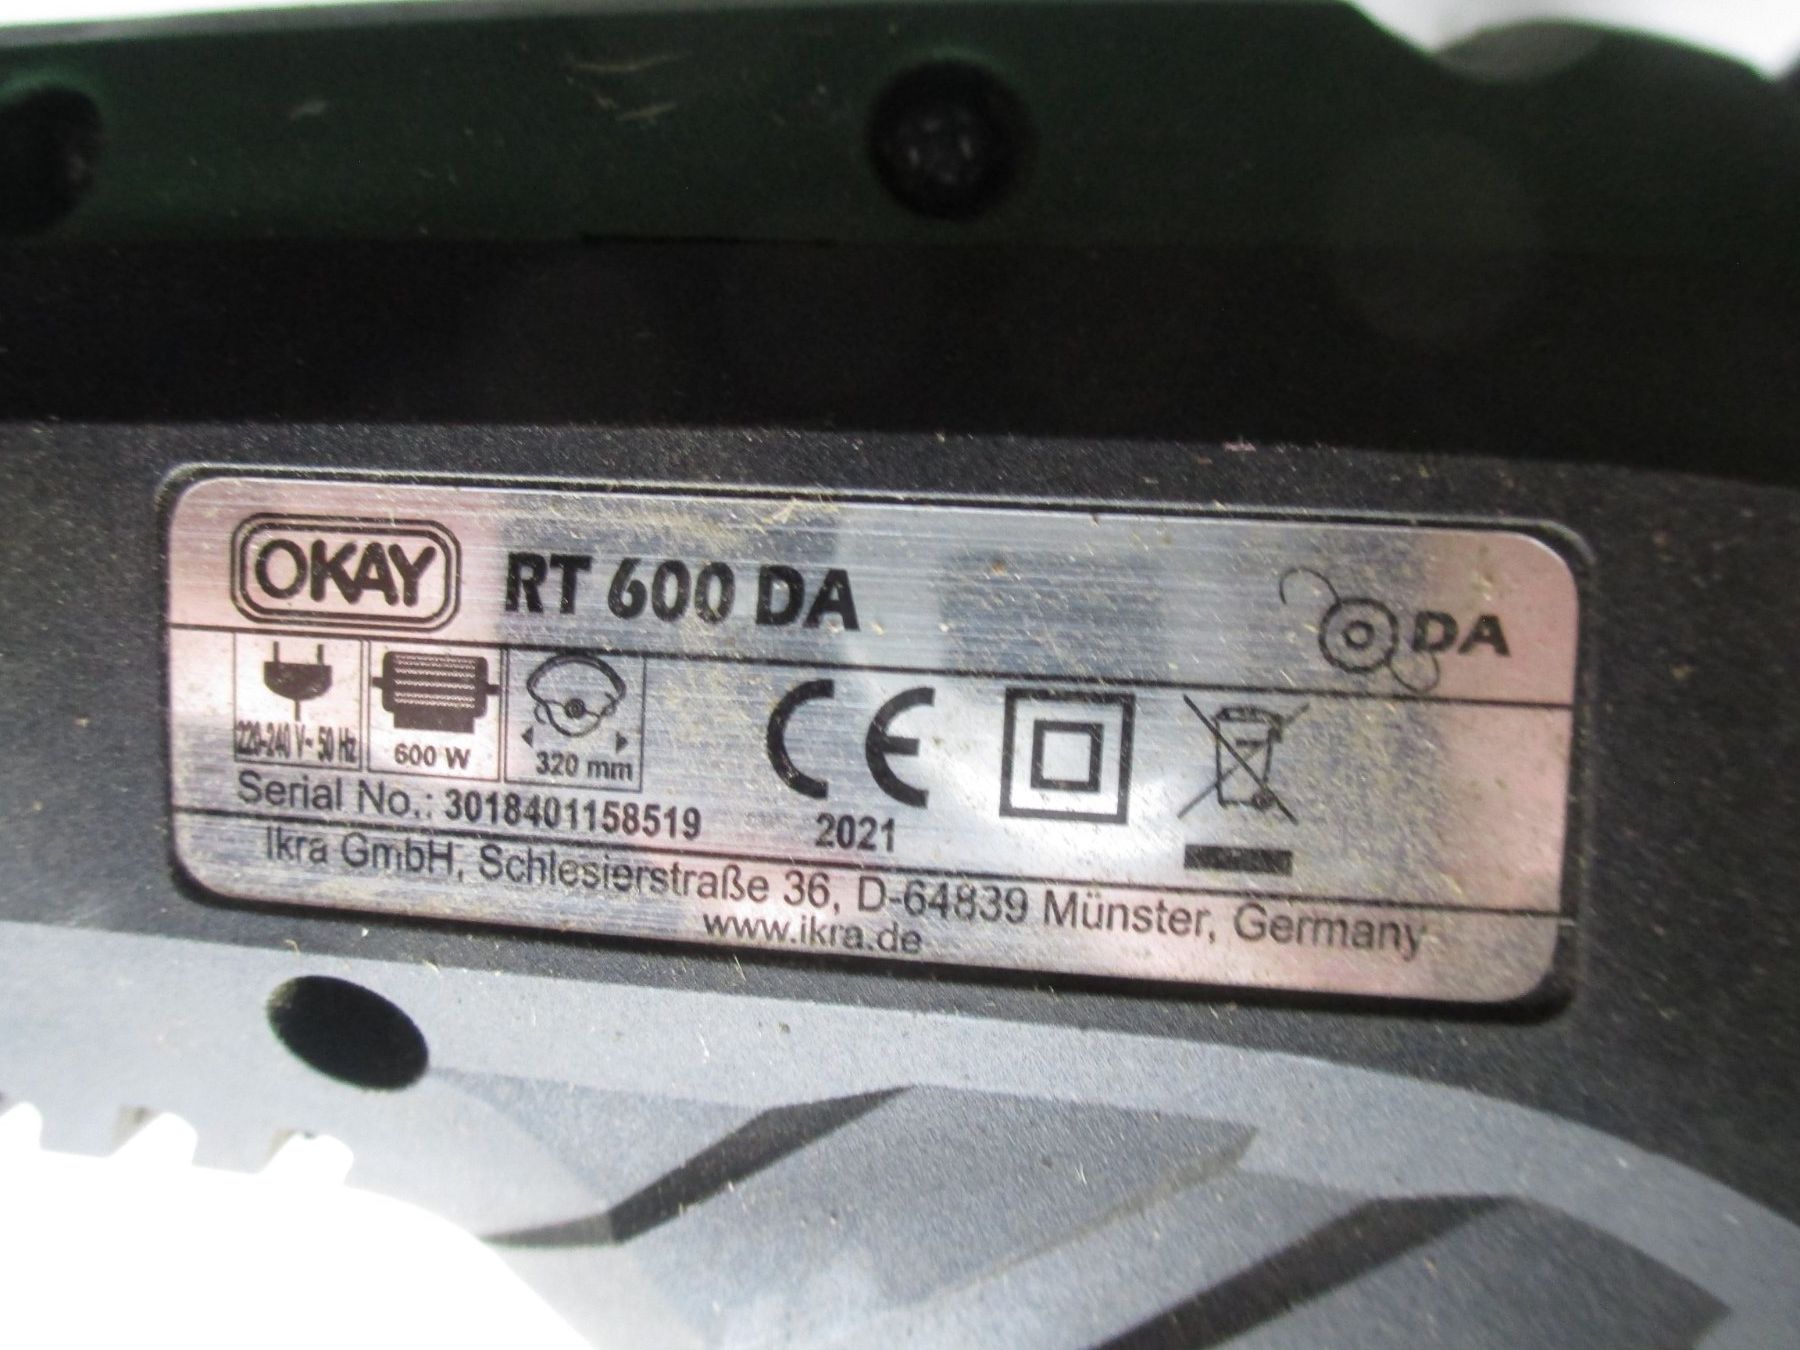 OKAY RT 600 DA DA
220-240 V~ 50 Hz 600 W 320 mm CE
Serial No.: 3018401158519 2021
Ikra GmbH, Schlesierstraße 36, D-64839 Münster, Germany
www.ikra.de